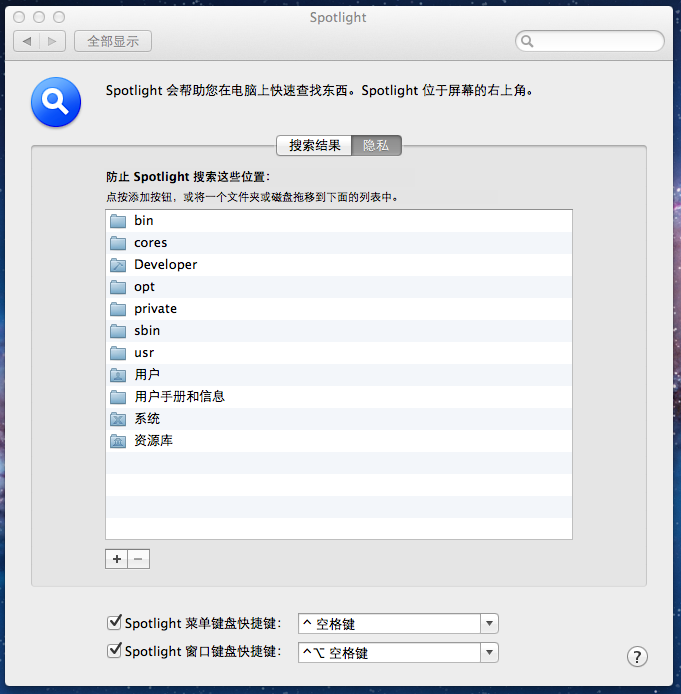 Spotlight
全部显示
Spotlight 会帮助您在电脑上快速查找东西。Spotlight 位于屏幕的右上角。
搜索结果 隐私
防止 Spotlight 搜索这些位置:
点按添加按钮，或将一个文件夹或磁盘拖移到下面的列表中。
bin
cores
Developer
opt
private
sbin
usr
用户
用户手册和信息
系统
资源库
+ −
Spotlight 菜单键盘快捷键: ^ 空格键
Spotlight 窗口键盘快捷键: ^⌥ 空格键
?